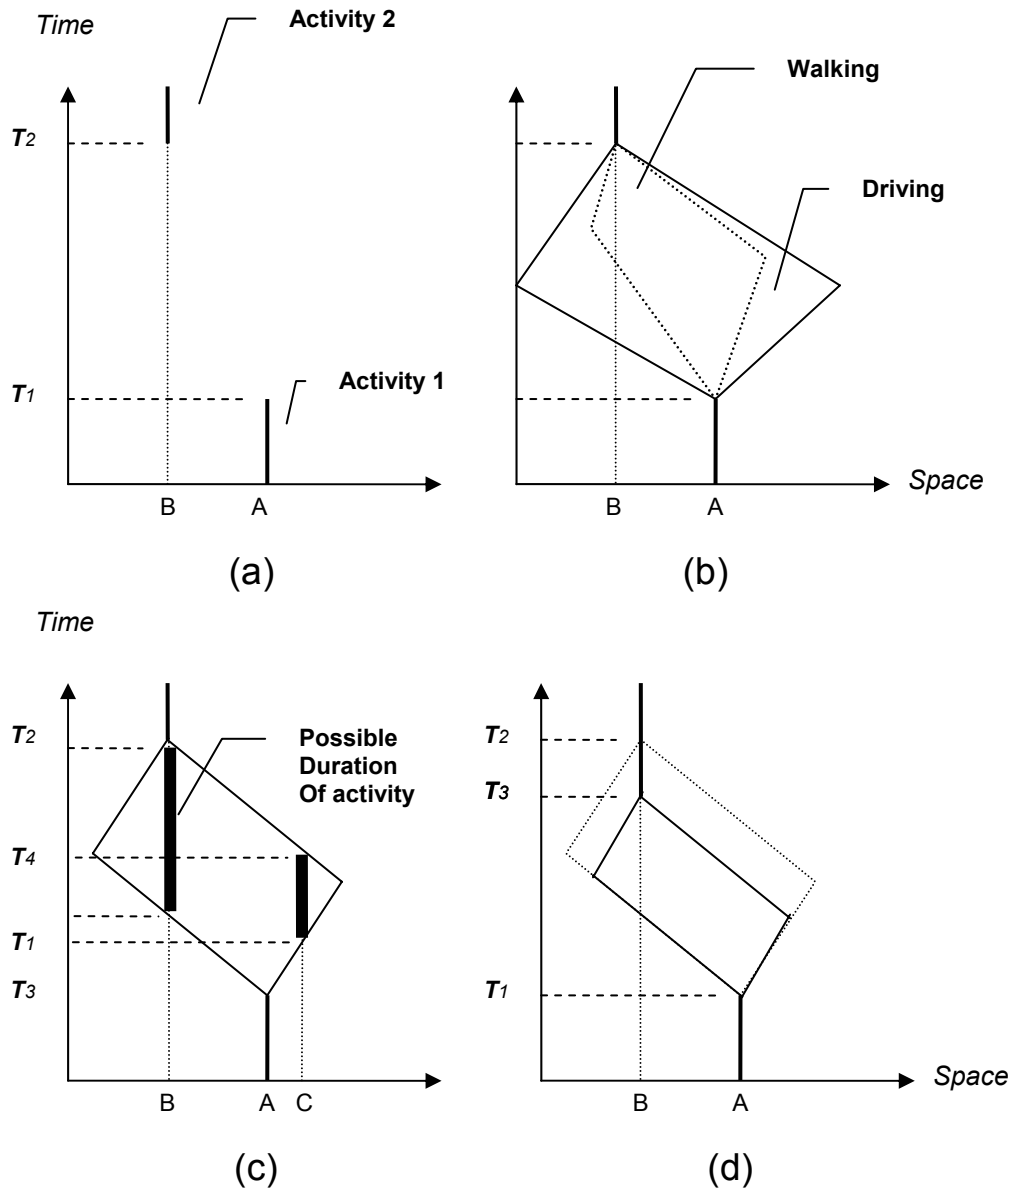 Time
Activity 2
Walking
T2
Driving
T1
Activity 1
Space
B A
B A
(a)
(b)
Time
T2
Possible
Duration
Of activity
T4
T1
T3
T2
T3
T1
Space
B A C
B A
(c)
(d)